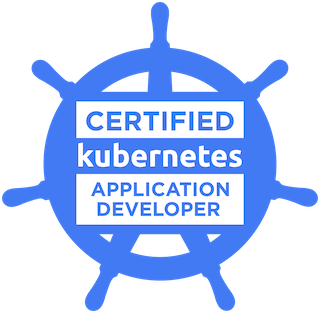 CERTIFIED
kubernetes
APPLICATION
DEVELOPER